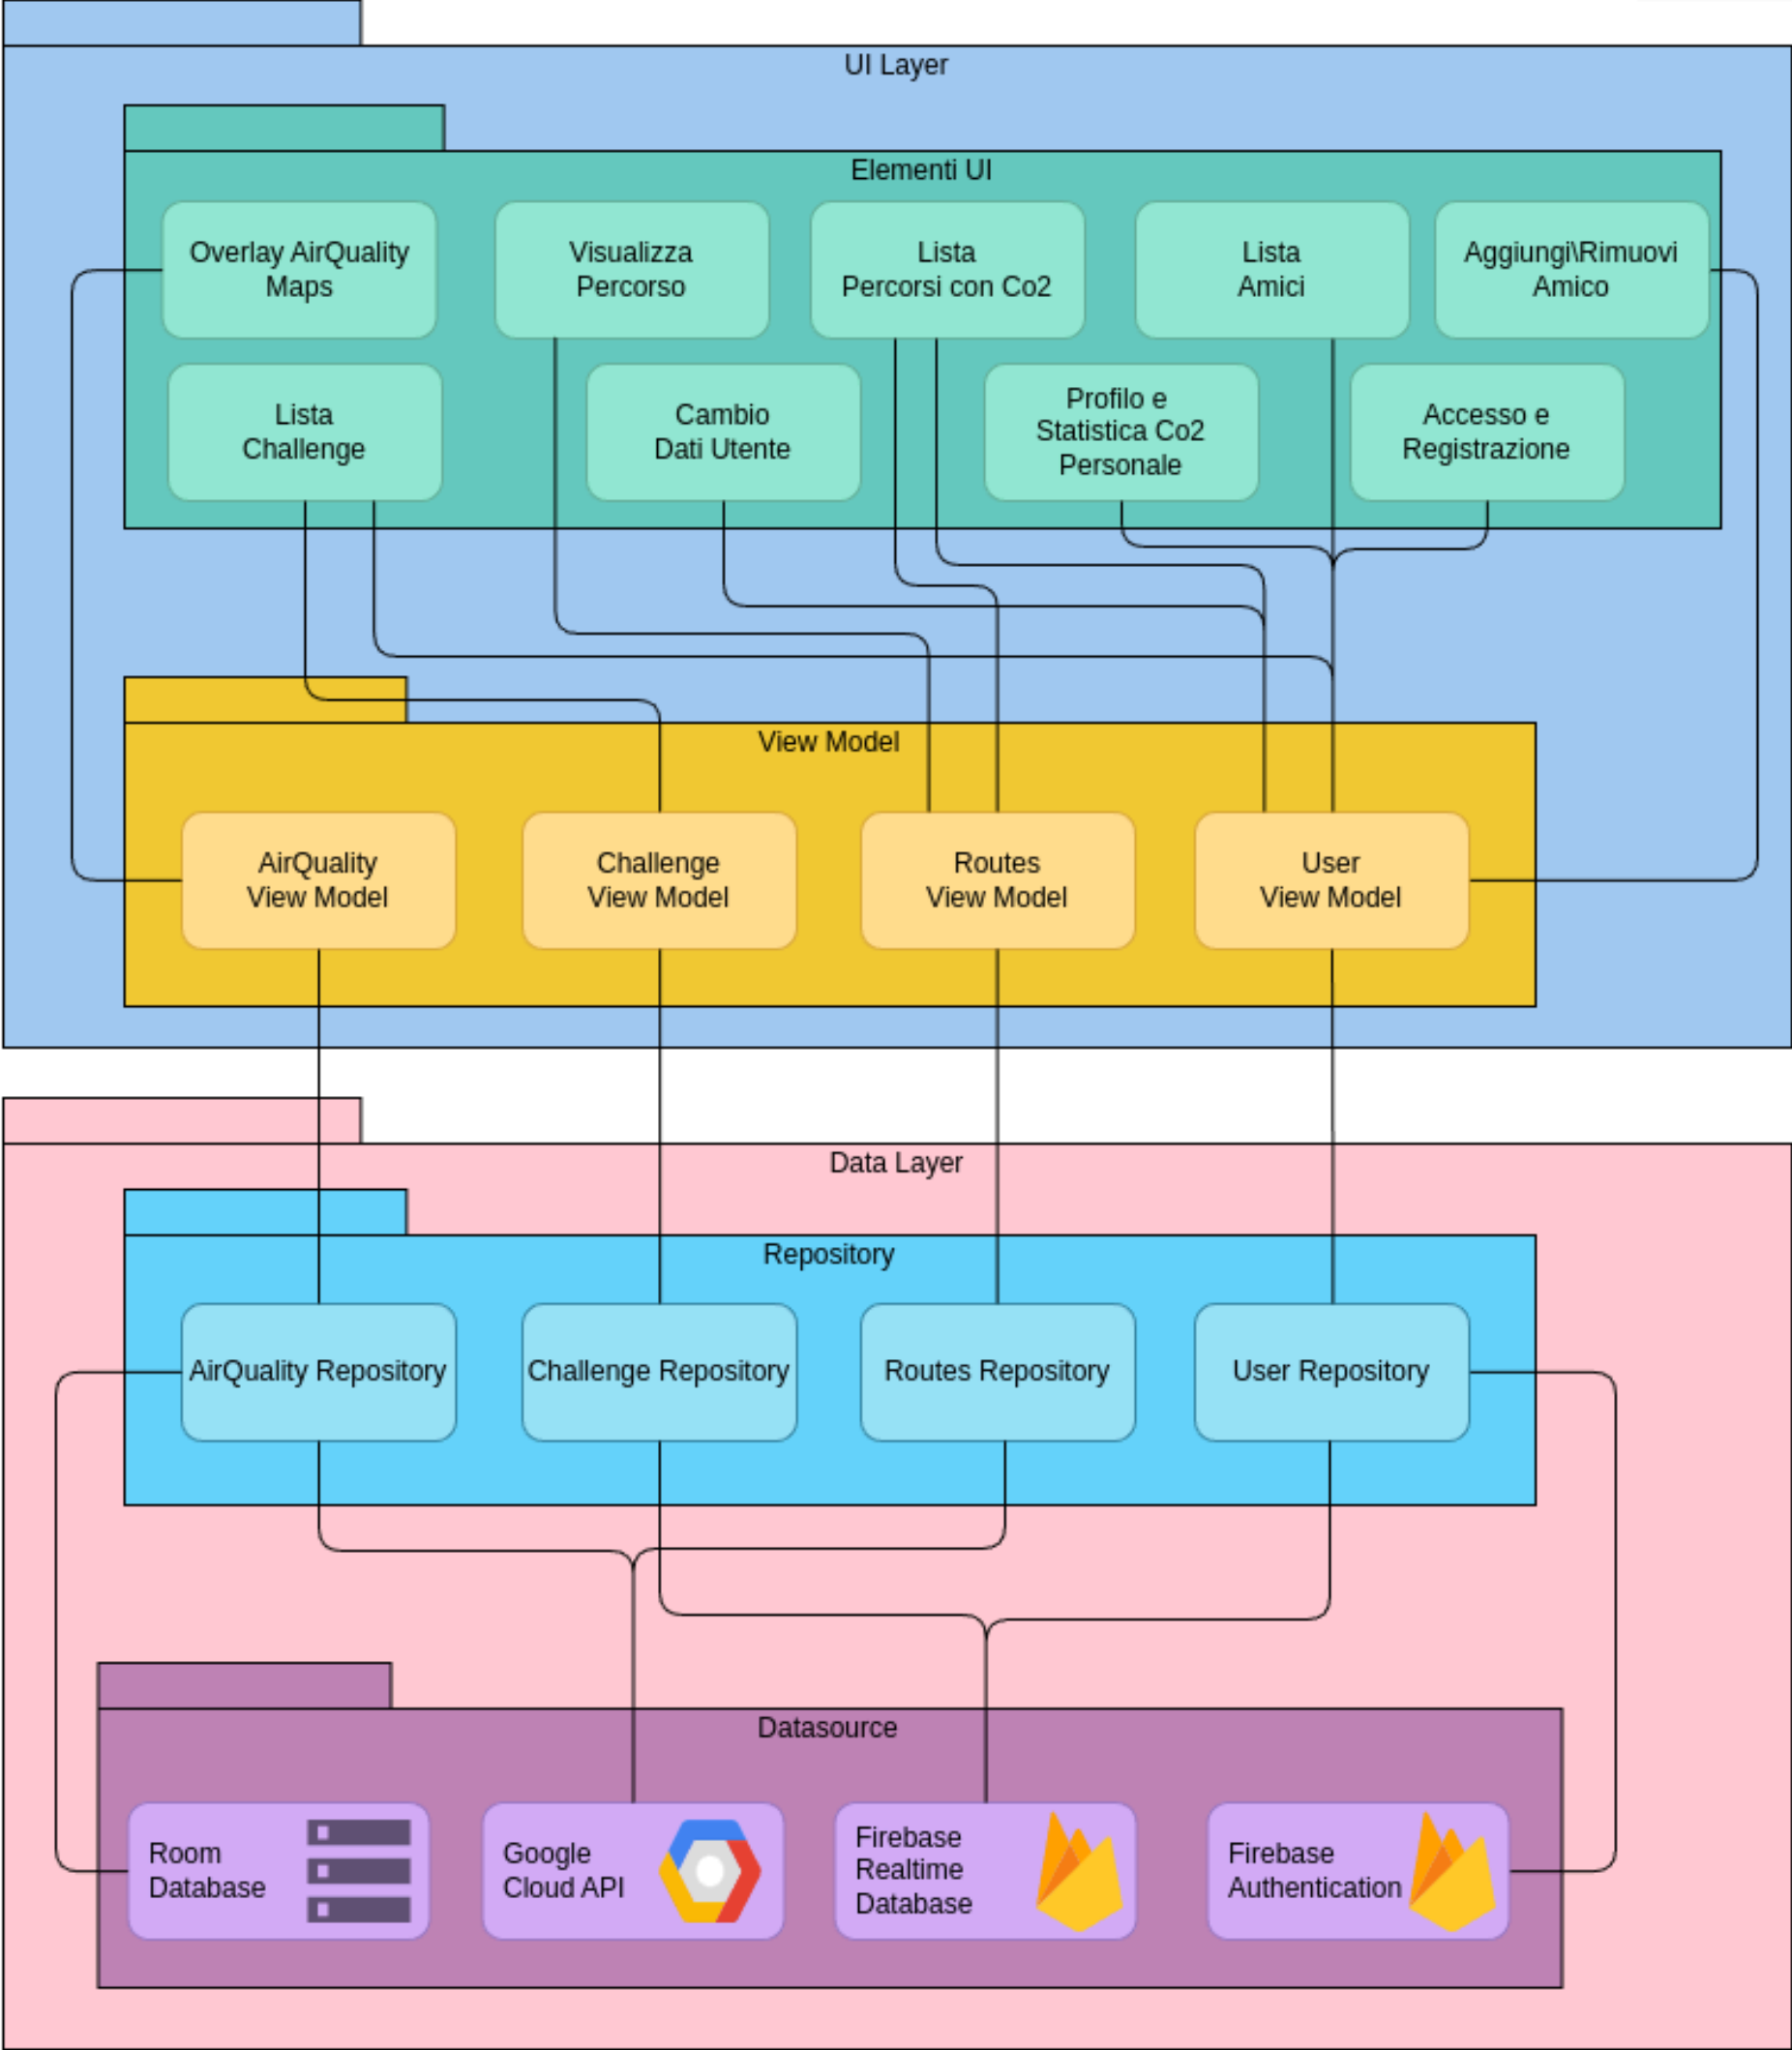 UI Layer
Elementi UI
Overlay AirQuality
Maps
Visualizza
Percorso
Lista
Percorsi con Co2
Lista
Amici
Aggiungi\Rimuovi
Amico
Lista
Challenge
Cambio
Dati Utente
Profilo e
Statistica Co2
Personale
Accesso e
Registrazione
View Model
AirQuality
View Model
Challenge
View Model
Routes
View Model
User
View Model
Data Layer
Repository
AirQuality Repository
Challenge Repository
Routes Repository
User Repository
Datasource
Room
Database
Google
Cloud API
Firebase
Realtime
Database
Firebase
Authentication